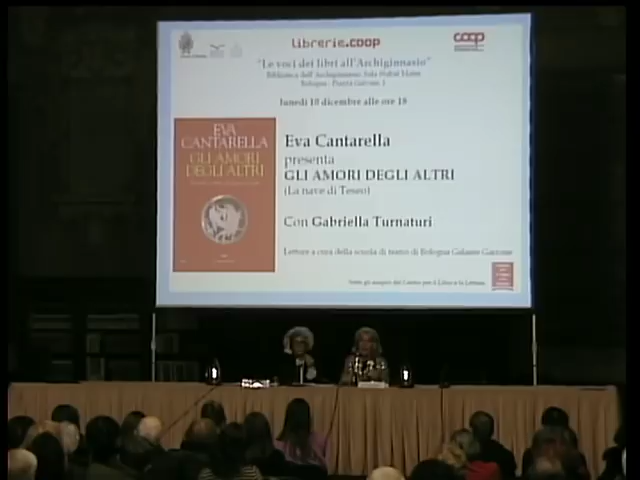 librerie.coop
coop
"Le voci dei libri all'Archiginnasio"
Biblioteca dell'Archiginnasio, Sala Stabat Mater
Bologna - Piazza Galvani 1
lunedì 18 dicembre alle ore 18
EVA
CANTARELLA
GLI AMORI
DEGLI ALTRI
Eva Cantarella
presenta
GLI AMORI DEGLI ALTRI
(La nave di Teseo)
Con Gabriella Turnaturi
Letture a cura della scuola di teatro di Bologna Galante Garrone